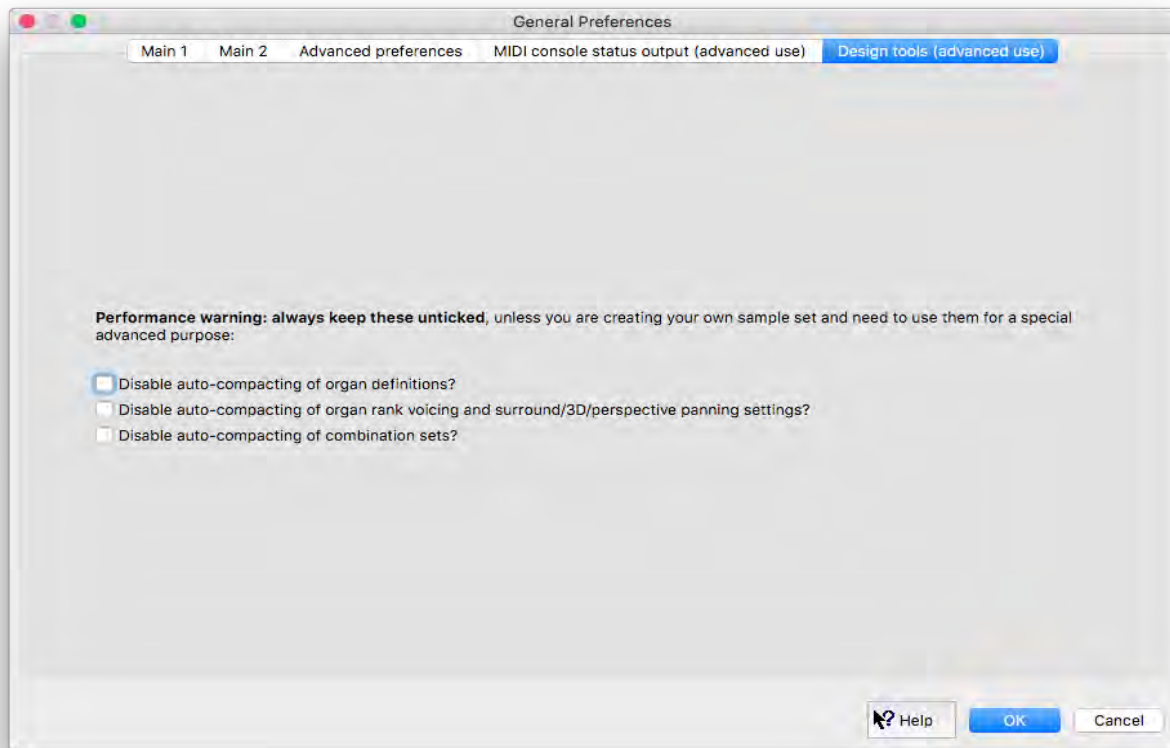 General Preferences
Main 1 Main 2 Advanced preferences MIDI console status output (advanced use) Design tools (advanced use)
Performance warning: always keep these unticked, unless you are creating your own sample set and need to use them for a special
advanced purpose:
Disable auto-compacting of organ definitions?
Disable auto-compacting of organ rank voicing and surround/3D/perspective panning settings?
Disable auto-compacting of combination sets?
Help OK Cancel